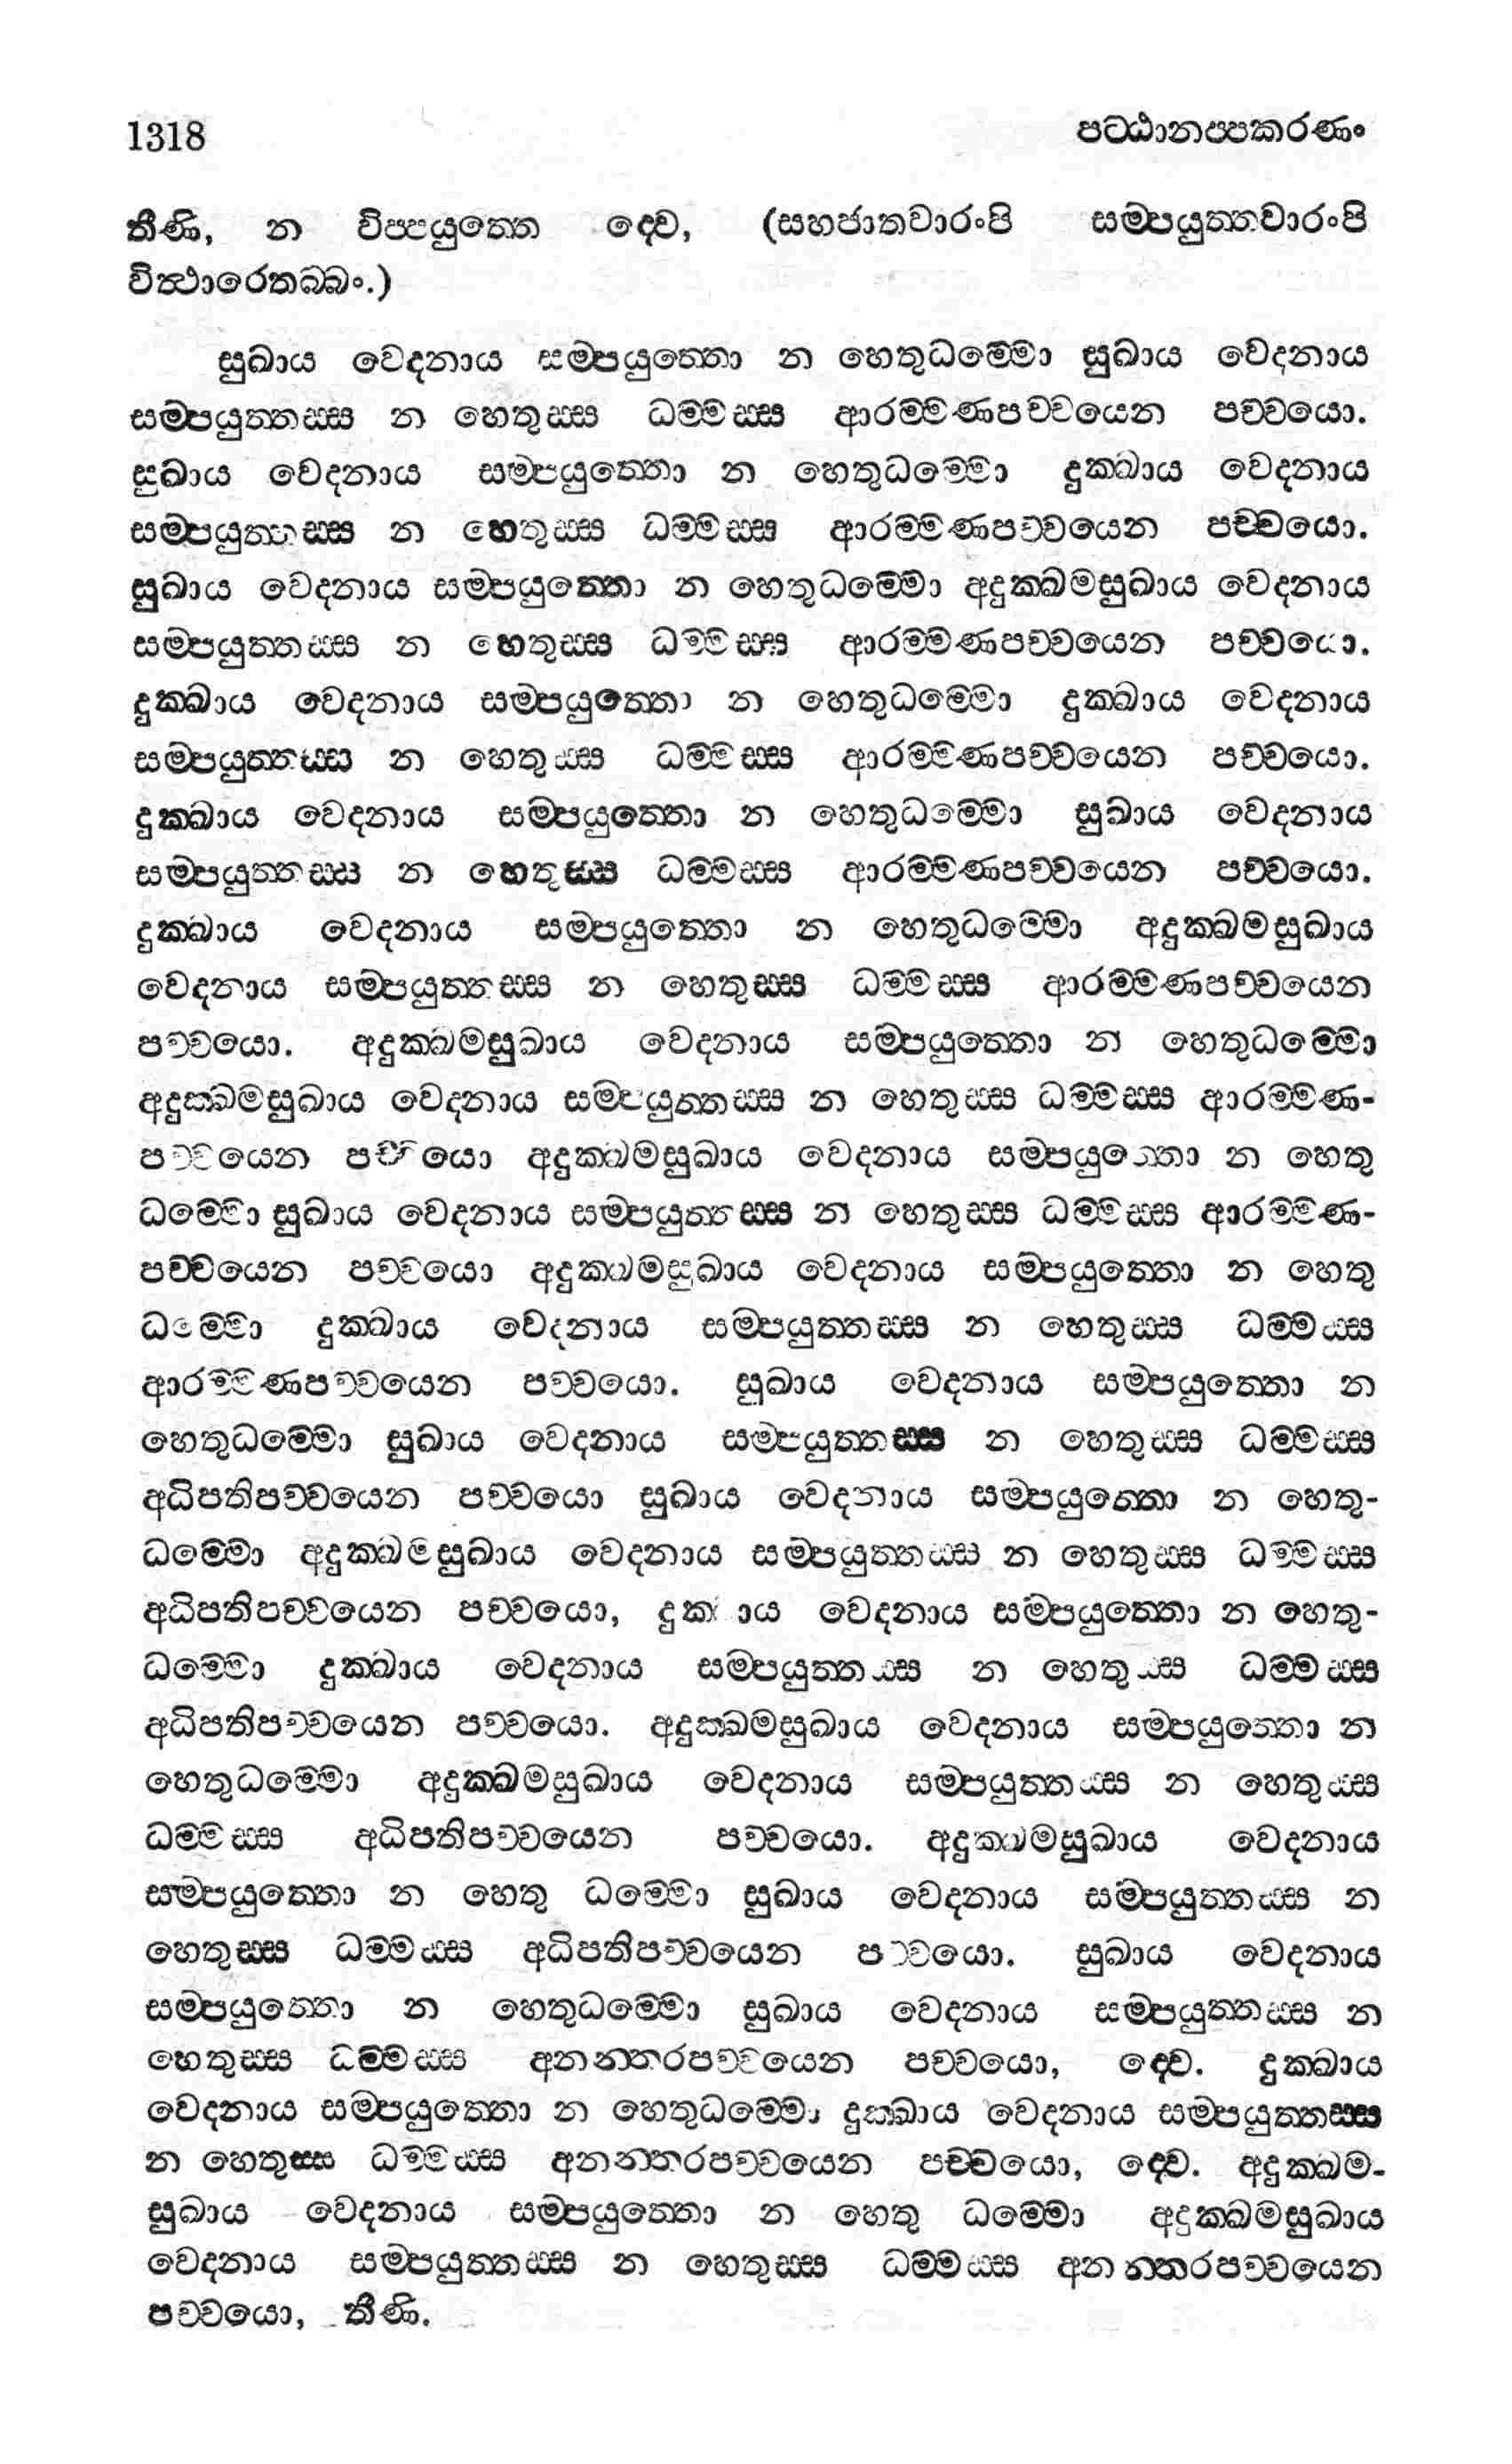 1318 පට‍්ඨානප‍්පකරණං
තීණි, න විප‍්පයුත‍්තෙ ද‍්වෙ, (සහජාතවාරංපි සම‍්පයුත‍්තවාරංපි
විත්‍ථාරෙතබ‍්බං.)
සුඛාය වෙදනාය සම‍්පයුත‍්තො න හෙතුධම‍්මො සුඛාය වෙදනාය
සම‍්පයුත‍්තස‍්ස න හෙතුස‍්ස ධම‍්මස‍්ස ආරම‍්මණපච‍්චයෙන පච‍්චයො.
සුඛාය වෙදනාය සම‍්පයුත‍්තො න හෙතුධම‍්මො දුක‍්ඛාය වෙදනාය
සම‍්පයුත‍්තස‍්ස න හෙතුස‍්ස ධම‍්මස‍්ස ආරම‍්මණපච‍්චයෙන පච‍්චයො.
සුඛාය වෙදනාය සම‍්පයුත‍්තො න හෙතුධම‍්මො අදුක‍්ඛමසුඛාය වෙදනාය
සම‍්පයුත‍්තස‍්ස න හෙතුස‍්ස ධම‍්මස‍්ස ආරම‍්මණපච‍්චයෙන පච‍්චයො.
දුක‍්ඛාය වෙදනාය සම‍්පයුත‍්තො න හෙතුධම‍්මො දුක‍්ඛාය වෙදනාය
සම‍්පයුත‍්තස‍්ස න හෙතුස‍්ස ධම‍්මස‍්ස ආරම‍්මණපච‍්චයෙන පච‍්චයො.
දුක‍්ඛාය වෙදනාය සම‍්පයුත‍්තො න හෙතුධම‍්මො සුඛාය වෙදනාය
සම‍්පයුත‍්තස‍්ස න හෙතුස‍්ස ධම‍්මස‍්ස ආරම‍්මණපච‍්චයෙන පච‍්චයො.
දුක‍්ඛාය වෙදනාය සම‍්පයුත‍්තො න හෙතුධම‍්මො අදුක‍්ඛමසුඛාය
වෙදනාය සම‍්පයුත‍්තස‍්ස න හෙතුස‍්ස ධම‍්මස‍්ස ආරම‍්මණපච‍්චයෙන
පච‍්චයො. අදුක‍්ඛමසුඛාය වෙදනාය සම‍්පයුත‍්තො න හෙතුධම‍්මො
අදුක‍්ඛමසුඛාය වෙදනාය සම‍්පයුත‍්තස‍්ස න හෙතුස‍්ස ධම‍්මස‍්ස ආරම‍්මණ-
පච‍්චයෙන පච‍්චයො අදුක‍්ඛමසුඛාය වෙදනාය සම‍්පයුත‍්තො න හෙතු
ධම‍්මො සුඛාය වෙදනාය සම‍්පයුත‍්තස‍්ස න හෙතුස‍්ස ධම‍්මස‍්ස ආරම‍්මණ-
පච‍්චයෙන පච‍්චයො අදුක‍්ඛමසුඛාය වෙදනාය සම‍්පයුත‍්තො න හෙතු
ධම‍්මො දුක‍්ඛාය වෙදනාය සම‍්පයුත‍්තස‍්ස න හෙතුස‍්ස ධම‍්මස‍්ස
ආරම‍්මණපච‍්චයෙන පච‍්චයො. සුඛාය වෙදනාය සම‍්පයුත‍්තො න
හෙතුධම‍්මො සුඛාය වෙදනාය සම‍්පයුත‍්තස‍්ස න හෙතුස‍්ස ධම‍්මස‍්ස
අධිපතිපච‍්චයෙන පච‍්චයො සුඛාය වෙදනාය සම‍්පයුත‍්තො න හෙතු-
ධම‍්මො අදුක‍්ඛමසුඛාය වෙදනාය සම‍්පයුත‍්තස‍්ස න හෙතුස‍්ස ධම‍්මස‍්ස
අධිපතිපච‍්චයෙන පච‍්චයො, දුක‍්ඛාය වෙදනාය සම‍්පයුත‍්තො න හෙතු-
ධම‍්මො දුක‍්ඛාය වෙදනාය සම‍්පයුත‍්තස‍්ස න හෙතුස‍්ස ධම‍්මස‍්ස
අධිපතිපච‍්චයෙන පච‍්චයො. අදුක‍්ඛමසුඛාය වෙදනාය සම‍්පයුත‍්තො න
හෙතුධම‍්මො අදුක‍්ඛමසුඛාය වෙදනාය සම‍්පයුත‍්තස‍්ස න හෙතුස‍්ස
ධම‍්මස‍්ස අධිපතිපච‍්චයෙන පච‍්චයො. අදුක‍්ඛමසුඛාය වෙදනාය
සම‍්පයුත‍්තො න හෙතු ධම‍්මො සුඛාය වෙදනාය සම‍්පයුත‍්තස‍්ස න
හෙතුස‍්ස ධම‍්මස‍්ස අධිපතිපච‍්චයෙන පච‍්චයො. සුඛාය වෙදනාය
සම‍්පයුත‍්තො න හෙතුධම‍්මො සුඛාය වෙදනාය සම‍්පයුත‍්තස‍්ස න
හෙතුස‍්ස ධම‍්මස‍්ස අනන‍්තරපච‍්චයෙන පච‍්චයො, ද‍්වෙ. දුක‍්ඛාය
වෙදනාය සම‍්පයුත‍්තො න හෙතුධම‍්මො දුක‍්ඛාය වෙදනාය සම‍්පයුත‍්තස‍්ස
න හෙතුස‍්ස ධම‍්මස‍්ස අනන‍්තරපච‍්චයෙන පච‍්චයො, ද‍්වෙ. අදුක‍්ඛම-
සුඛාය වෙදනාය සම‍්පයුත‍්තො න හෙතු ධම‍්මො අදුක‍්ඛමසුඛාය
වෙදනාය සම‍්පයුත‍්තස‍්ස න හෙතුස‍්ස ධම‍්මස‍්ස අනන‍්තරපච‍්චයෙන
පච‍්චයො, තීණි.